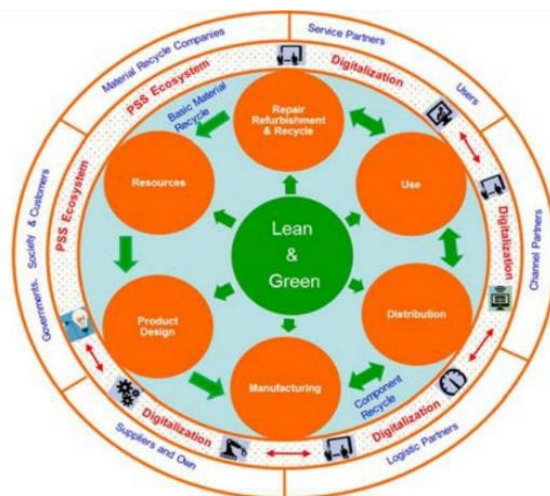 Material Recycle Companies
Service Partners
Users
Channel Partners
Logistic Partners
Suppliers and Own
Governments, Society & Customers
PSS Ecosystem
Digitalization
Digitalization
Digitalization
Digitalization
PSS Ecosystem
Basic Material
Recycle
Repair
Refurbishment
& Recycle
Use
Distribution
Component
Recycle
Manufacturing
Product
Design
Resources
Lean
&
Green